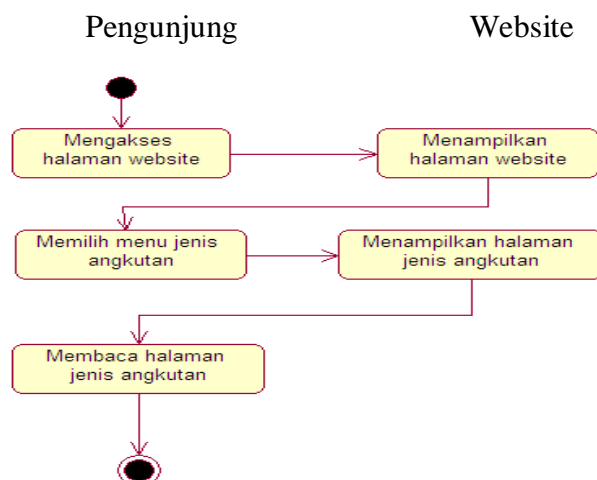 Pengunjung
Website
Mengakses
halaman website
Menampilkan
halaman website
Memilih menu jenis
angkutan
Menampilkan halaman
jenis angkutan
Membaca halaman
jenis angkutan